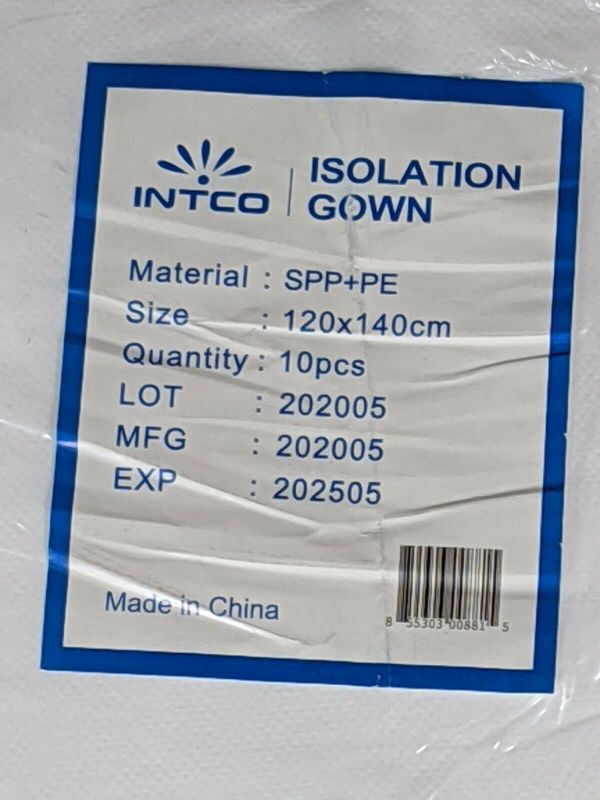 INTCO
ISOLATION
GOWN
Material : SPP+PE
Size : 120x140cm
Quantity : 10pcs
LOT : 202005
MFG : 202005
EXP : 202505
Made in China
8 55303 00881 5